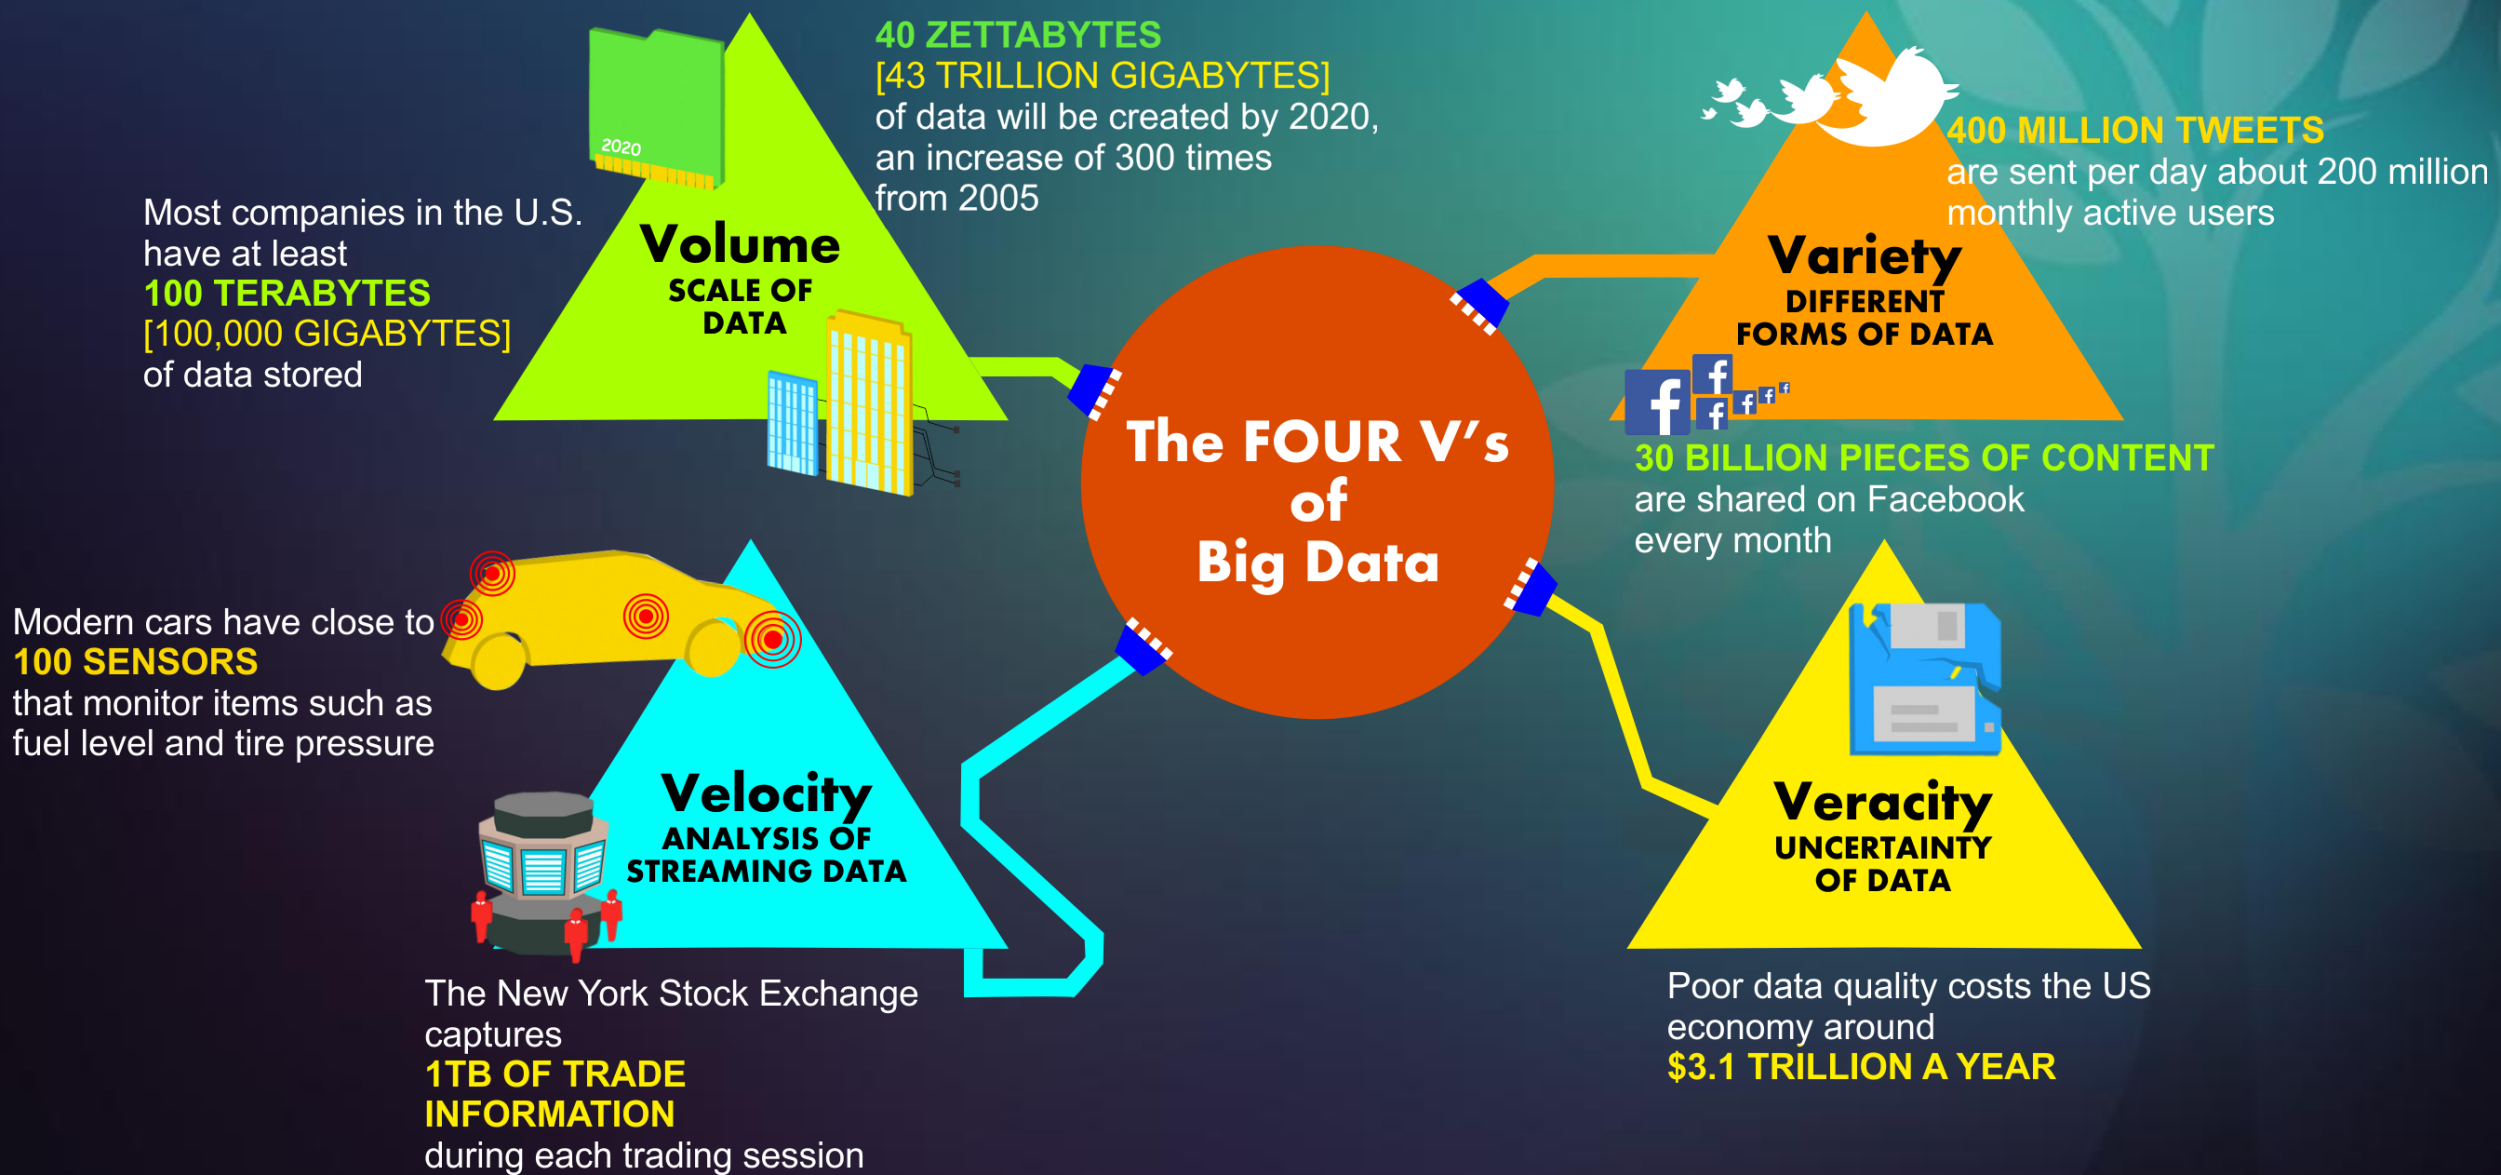 40 ZETTABYTES
[43 TRILLION GIGABYTES]
of data will be created by 2020,
an increase of 300 times
from 2005
2020
Most companies in the U.S.
have at least
100 TERABYTES
[100,000 GIGABYTES]
of data stored
Volume
SCALE OF
DATA
400 MILLION TWEETS
are sent per day about 200 million
monthly active users
Variety
DIFFERENT
FORMS OF DATA
30 BILLION PIECES OF CONTENT
are shared on Facebook
every month
The FOUR V's
of
Big Data
Modern cars have close to
100 SENSORS
that monitor items such as
fuel level and tire pressure
Velocity
ANALYSIS OF
STREAMING DATA
The New York Stock Exchange
captures
1TB OF TRADE
INFORMATION
during each trading session
Veracity
UNCERTAINTY
OF DATA
Poor data quality costs the US
economy around
$3.1 TRILLION A YEAR